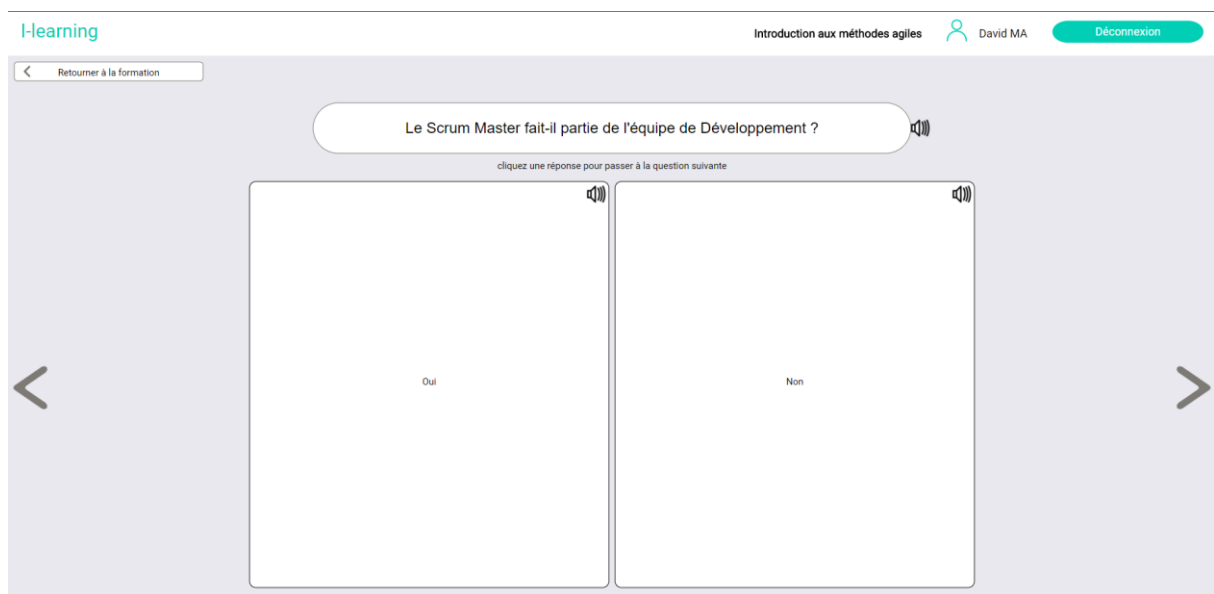 I-learning
Introduction aux méthodes agiles
David MA
Déconnexion
Retourner à la formation
Le Scrum Master fait-il partie de l'équipe de Développement ?
cliquez une réponse pour passer à la question suivante
Oui
Non